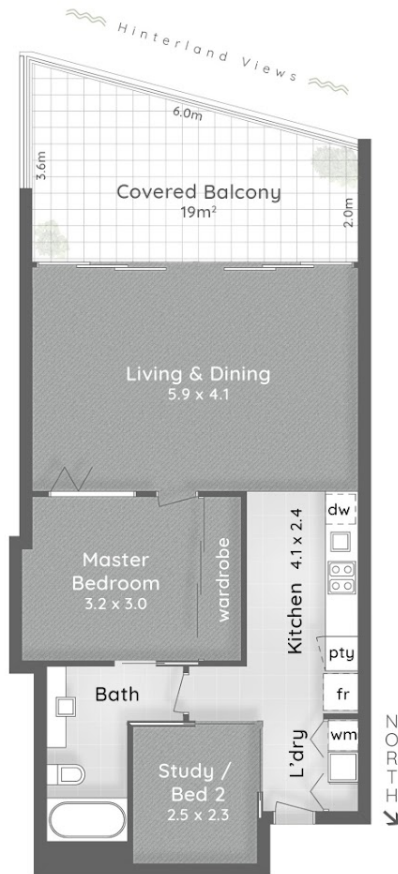 Hinterland Views
6.0m
3.6m
Covered Balcony
19m²
2.0m
Living & Dining
5.9 x 4.1
dw
Master
Bedroom
3.2 x 3.0
wardrobe
Kitchen 4.1 x 2.4
pty
fr
Bath
wm
L'dry
Study /
Bed 2
2.5 x 2.3
NORTH